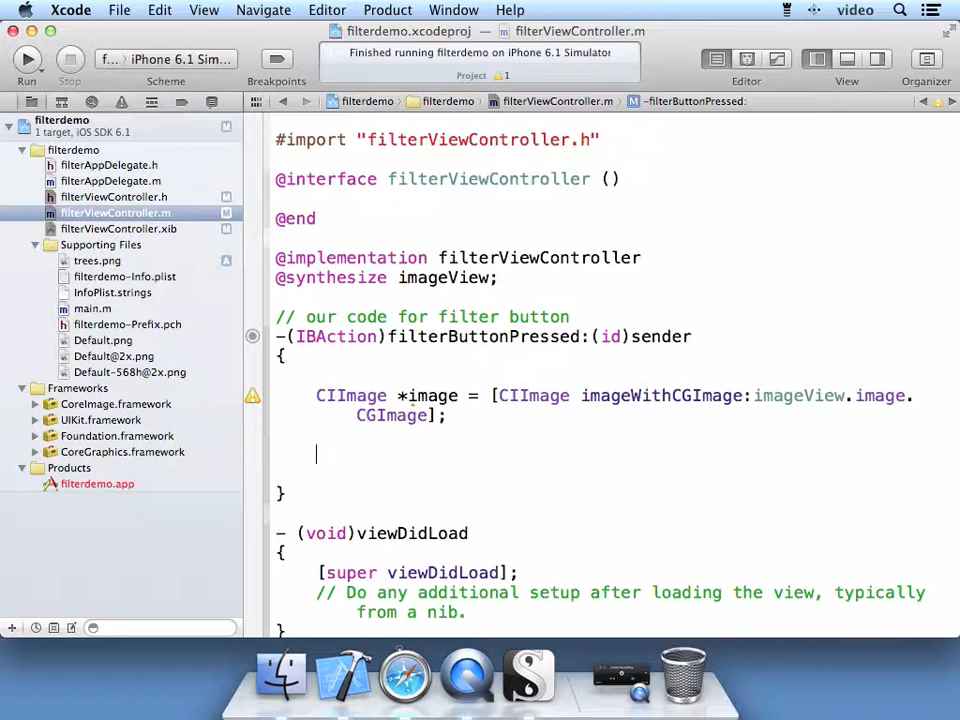 Xcode File Edit View Navigate Editor Product Window Help video
filterdemo.xcodeproj — filterViewController.m
Finished running filterdemo on iPhone 6.1 Simulator
f... iPhone 6.1 Sim...
Project 1
Run Stop Scheme Breakpoints Editor View Organizer
filterdemo filterdemo filterViewController.m M -filterButtonPressed:
filterdemo M
1 target, iOS SDK 6.1
filterdemo
h filterAppDelegate.h
m filterAppDelegate.m
h filterViewController.h M
m filterViewController.m M
filterViewController.xib M
Supporting Files
trees.png A
filterdemo-Info.plist
InfoPlist.strings
m main.m
h filterdemo-Prefix.pch
Default.png
Default@2x.png
Default-568h@2x.png
Frameworks
CoreImage.framework
UIKit.framework
Foundation.framework
CoreGraphics.framework
Products
filterdemo.app
#import "filterViewController.h"
@interface filterViewController ()
@end
@implementation filterViewController
@synthesize imageView;
// our code for filter button
-(IBAction)filterButtonPressed:(id)sender
{
CIImage *image = [CIImage imageWithCGImage:imageView.image.
CGImage];
}
- (void)viewDidLoad
{
[super viewDidLoad];
// Do any additional setup after loading the view, typically
from a nib.
}
S